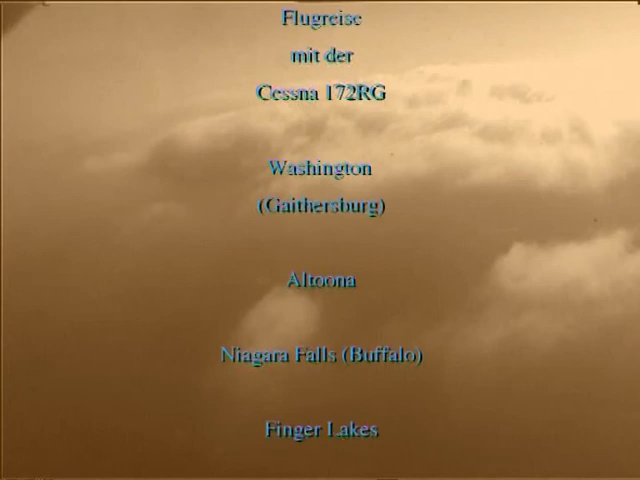 Flugreise
mit der
Cessna 172RG
Washington
(Gaithersburg)
Altoona
Niagara Falls (Buffalo)
Finger Lakes